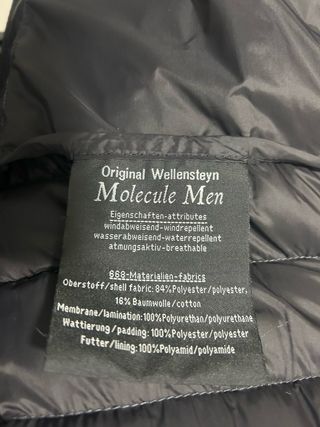 Original Wellensteyn
Molecule Men
Eigenschaften-attributes
windabweisend-windrepellent
wasserabweisend-waterrepellent
atmungsaktiv-breathable
668-Materialien-fabrics
Oberstoff/shell fabric: 84%Polyester/polyester,
16% Baumwolle/cotton
Membrane/lamination:100%Polyurethan/polyurethane
Wattierung/padding: 100%Polyester/polyester
Futter/lining: 100%Polyamid/polyamide